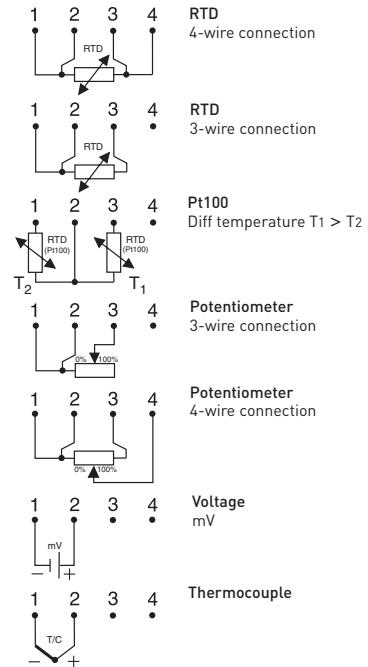 1 2 3 4 RTD
4-wire connection
RTD
RTD
1 2 3 4 3-wire connection
RTD
1 2 3 4 Pt100
Diff temperature T1 > T2
RTD RTD
(Pt100) (Pt100)
T2 T1
1 2 3 4 Potentiometer
3-wire connection
0% 100%
1 2 3 4 Potentiometer
4-wire connection
0% 100%
1 2 3 4 Voltage
mV
mV
– +
1 2 3 4 Thermocouple
T/C
– +